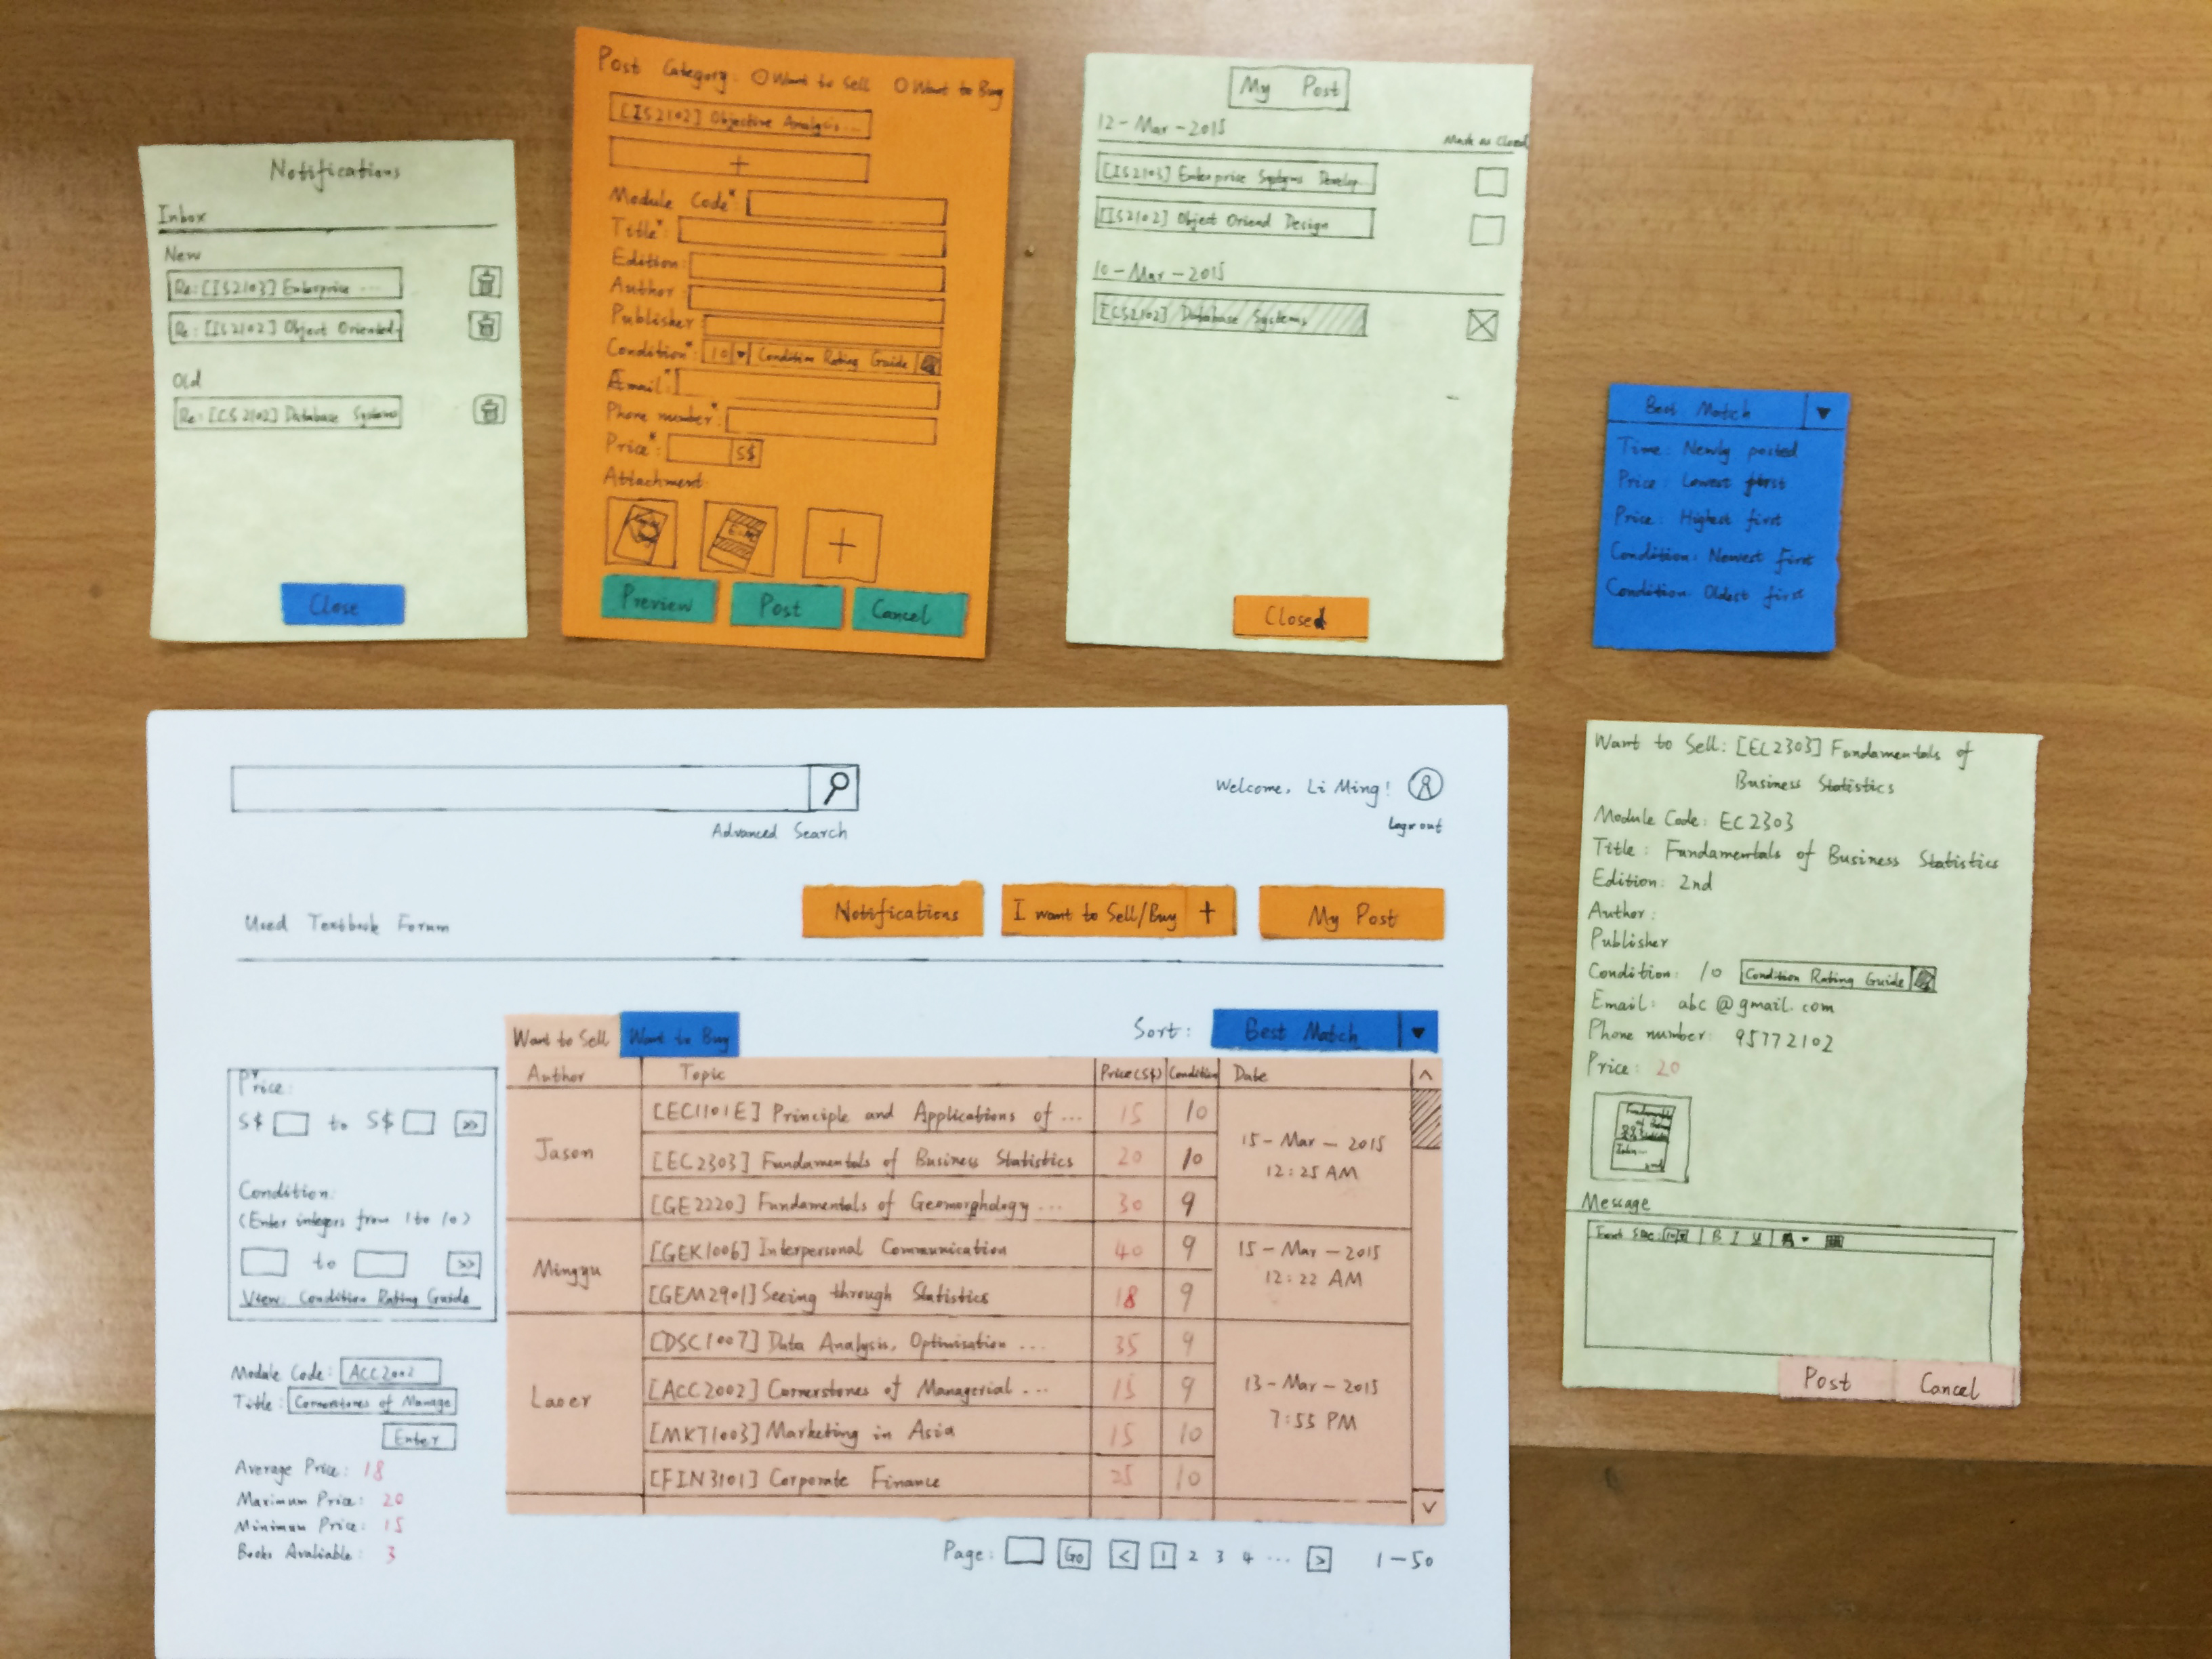 Notifications
Inbox
New
Re: [IS2103] Enterprise ...
Re: [IS2102] Object Oriented.
Old
Re: [CS2102] Database Systems
Close
Post Category: Want to Sell Want to Buy
[IS2102] Objective Analysis...
+
Module Code*:
Title*:
Edition:
Author:
Publisher
Condition*: 10 Condition Rating Guide
Email*:
Phone number*:
Price*: S$
Attachment:
+
Preview Post Cancel
My Post
12-Mar-2015
Mark as Closed
[IS2103] Enterprise Systems Develop..
[IS2102] Object Oriend Design
10-Mar-2015
[CS2102] Database Systems
Closed
Best Match
Time: Newly posted
Price: Lowest first
Price: Highest first
Condition: Newest first
Condition: Oldest first
Welcome, Li Ming!
Advanced Search
Logout
Used Textbook Forum
Notifications
I want to Sell/Buy +
My Post
Want to Sell Want to Buy
Sort: Best Match
Price:
S$ to S$ >>
Condition:
(Enter integers from 1 to 10)
to >>
View: Condition Rating Guide
Module Code: ACC2002
Title: Cornerstones of Manage
Enter
Average Price: 18
Maximum Price: 20
Minimum Price: 15
Books Avaliable: 3
Author Topic Price(S$) Condition Date
Jason
[EC1101E] Principle and Applications of ... 15 10
[EC2303] Fundamentals of Business Statistics 20 10
[GE2220] Fundamentals of Geomorphology ... 30 9
15-Mar-2015
12:25 AM
Mingyu
[GEK1006] Interpersonal Communication 40 9
[GEM2901] Seeing through Statistics 18 9
15-Mar-2015
12:22 AM
Laoer
[DSC1007] Data Analysis, Optimisation ... 35 9
[ACC2002] Cornerstones of Managerial ... 15 9
[MKT1003] Marketing in Asia 15 10
[FIN3101] Corporate Finance 25 10
13-Mar-2015
7:55 PM
Page: Go < 1 2 3 4 ... > 1-50
Want to Sell: [EC2303] Fundamentals of
Business Statistics
Module Code: EC2303
Title: Fundamentals of Business Statistics
Edition: 2nd
Author:
Publisher
Condition: 10 Condition Rating Guide
Email: abc@gmail.com
Phone number: 95772102
Price: 20
Message
Font Size B I U
Post Cancel